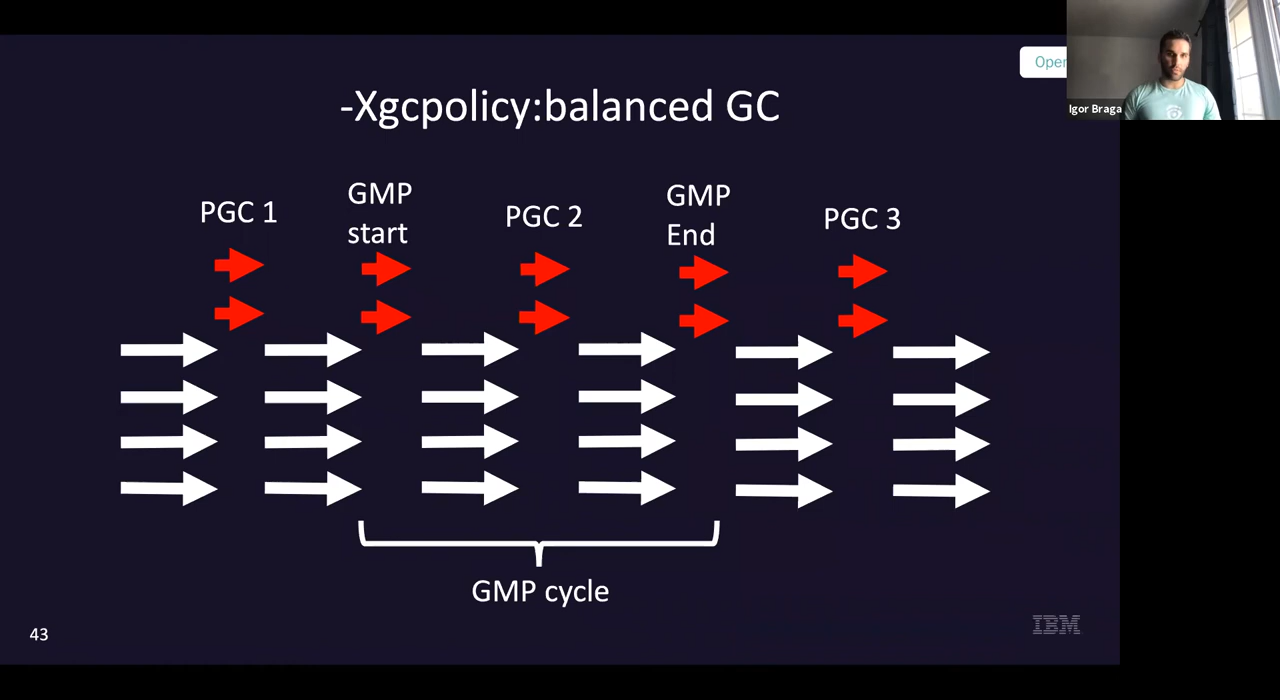 Oper
Igor Braga
-Xgcpolicy:balanced GC
PGC 1
GMP
start
PGC 2
GMP
End
PGC 3
GMP cycle
43
IBM